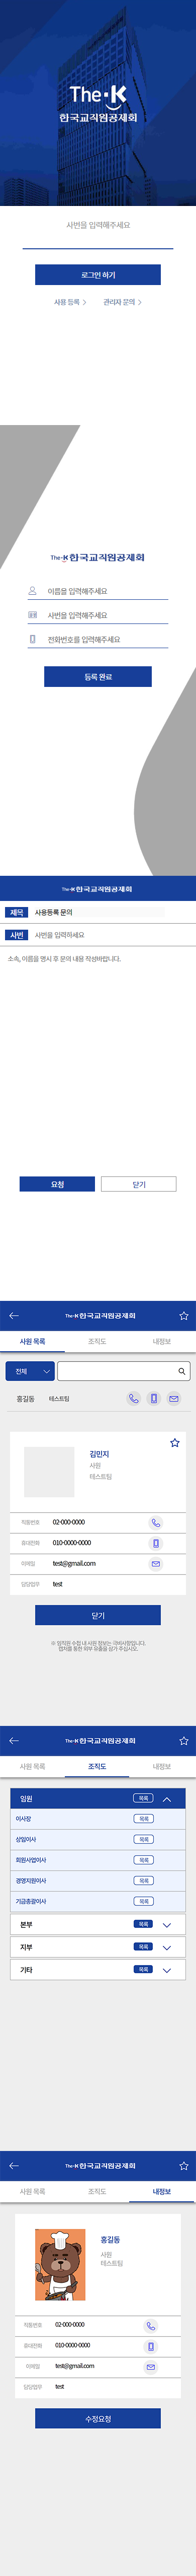 The·K
한국교직원공제회
사번을 입력해주세요
로그인 하기
사용 등록 관리자 문의
The·K 한국교직원공제회
이름을 입력해주세요
사번을 입력해주세요
전화번호를 입력해주세요
등록 완료
The·K 한국교직원공제회
제목 사용등록 문의
사번 사번을 입력하세요
소속, 이름을 명시 후 문의 내용 작성바랍니다.
요청 닫기
The·K 한국교직원공제회
사원 목록 조직도 내정보
전체
홍길동 테스트팀
김민지
사원
테스트팀
직통번호 02-000-0000
휴대전화 010-0000-0000
이메일 test@gmail.com
담당업무 test
닫기
※ 임직원 수첩 내 사원 정보는 대외비사항입니다.
캡처를 통한 외부 유출을 삼가 주십시오.
The·K 한국교직원공제회
사원 목록 조직도 내정보
임원 목록
이사장 목록
상임이사 목록
회원사업이사 목록
경영지원이사 목록
기금총괄이사 목록
본부 목록
지부 목록
기타 목록
The·K 한국교직원공제회
사원 목록 조직도 내정보
홍길동
사원
테스트팀
직통번호 02-000-0000
휴대전화 010-0000-0000
이메일 test@gmail.com
담당업무 test
수정요청